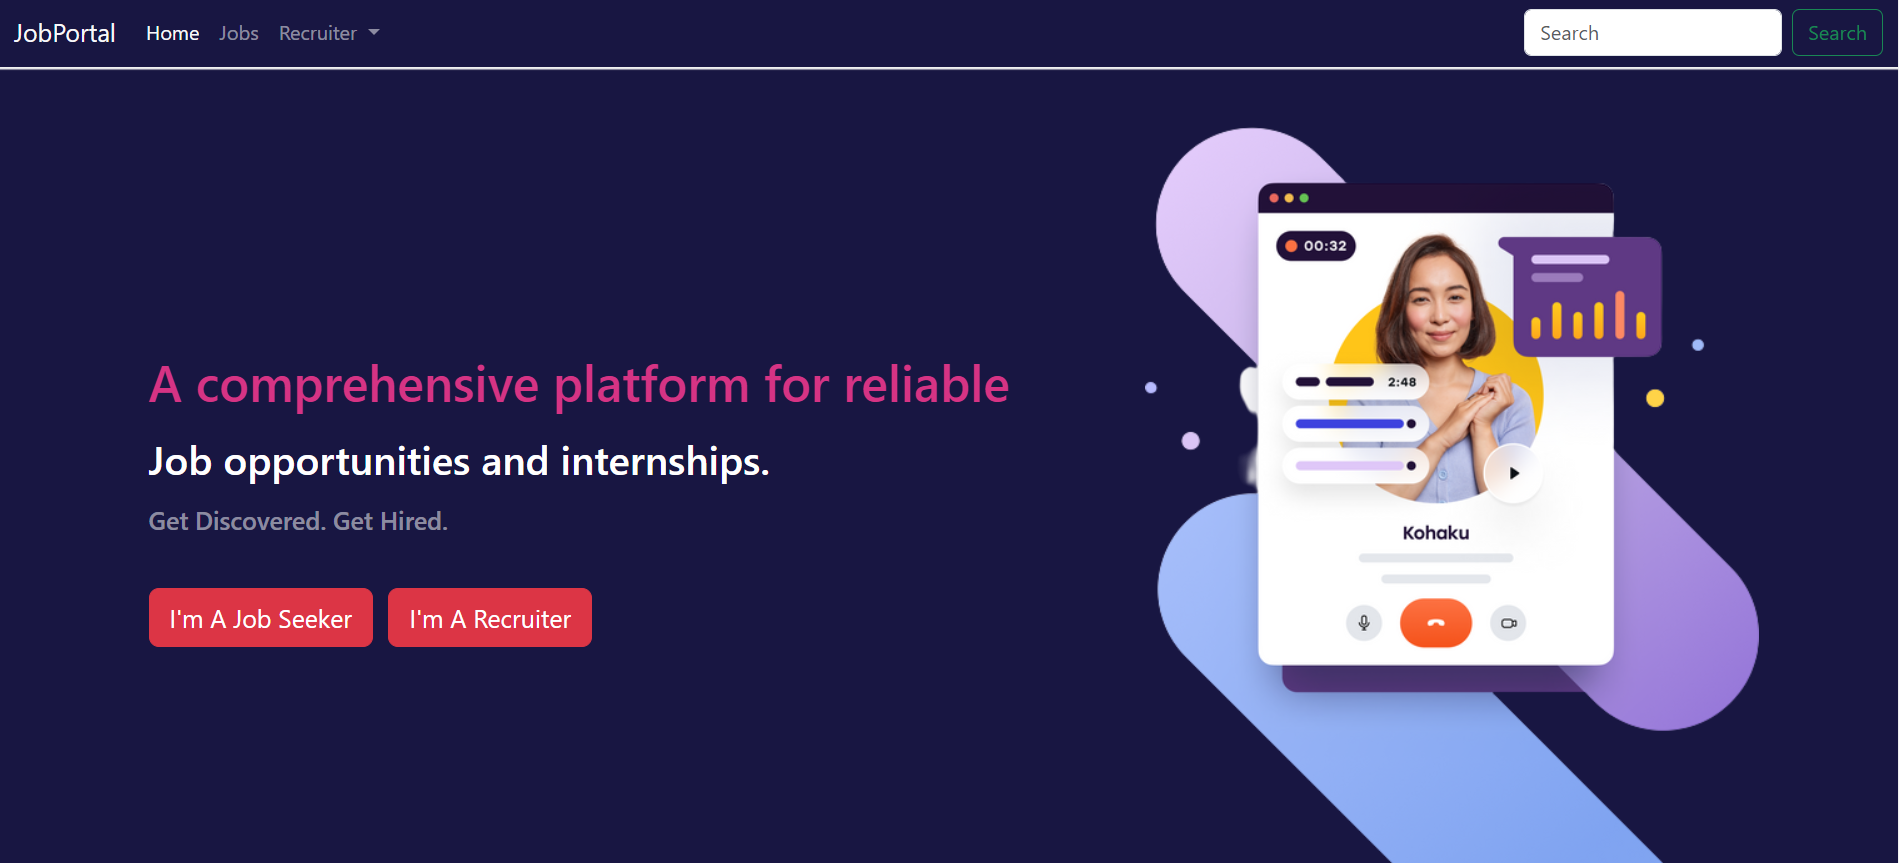 JobPortal Home Jobs Recruiter Search Search
00:32
2:48
A comprehensive platform for reliable
Job opportunities and internships.
Get Discovered. Get Hired.
Kohaku
I'm A Job Seeker I'm A Recruiter